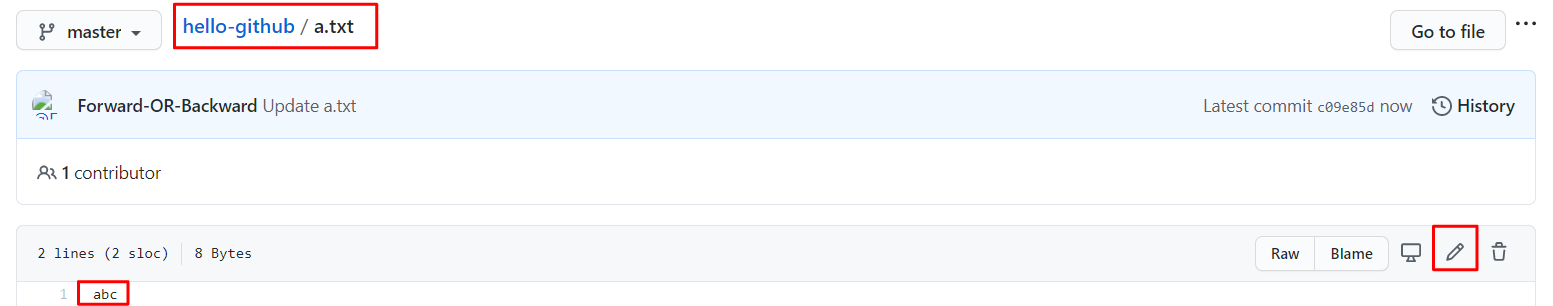 master hello-github / a.txt Go to file ...
Forward-OR-Backward Update a.txt Latest commit c09e85d now History
1 contributor
2 lines (2 sloc) 8 Bytes Raw Blame
1 abc